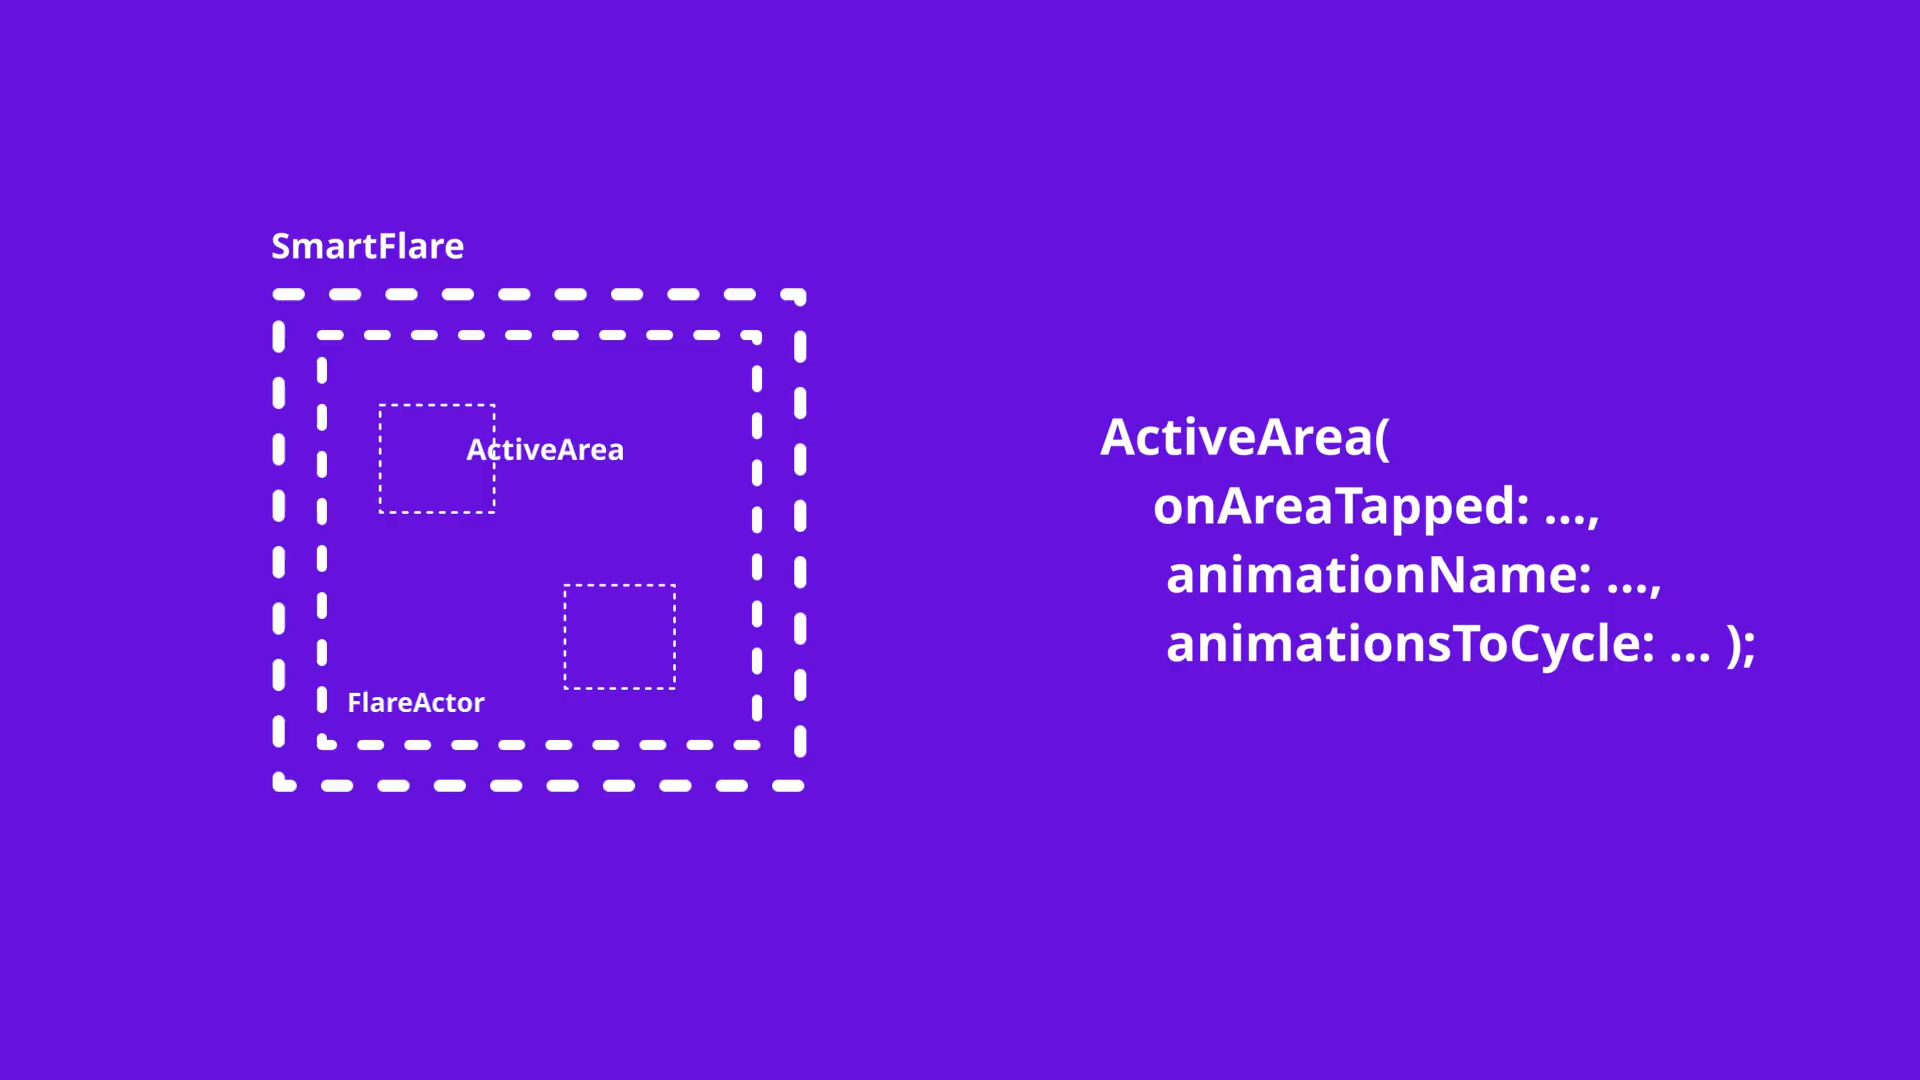 SmartFlare
ActiveArea
FlareActor
ActiveArea(
onAreaTapped: ...,
animationName: ...,
animationsToCycle: ... );